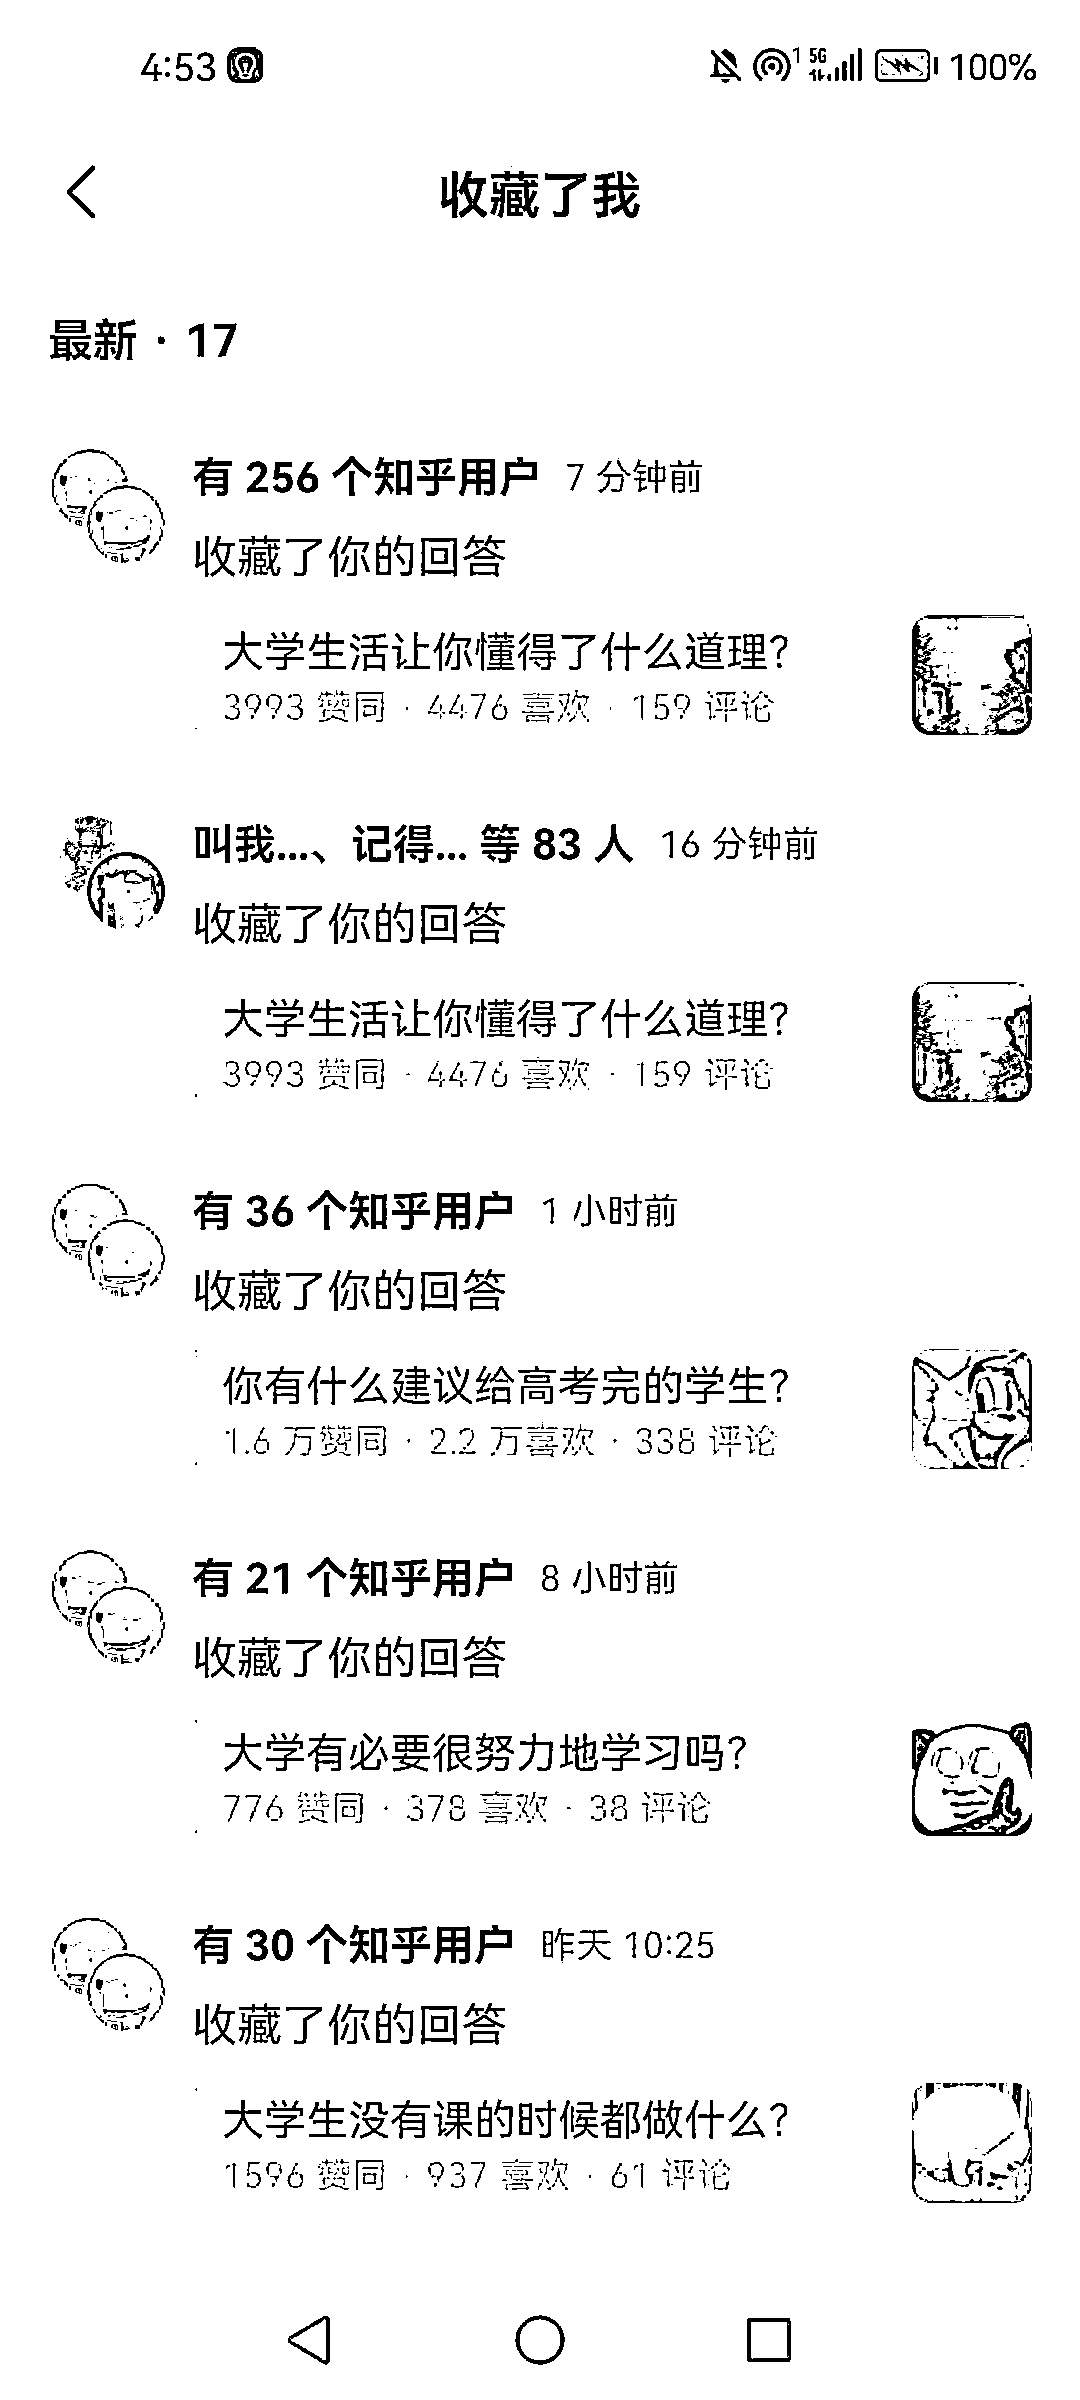 4:53
1 5G 100%
收藏了我
最新 · 17
有 256 个知乎用户 7 分钟前
收藏了你的回答
大学生活让你懂得了什么道理?
3993 赞同 · 4476 喜欢 · 159 评论
叫我...、记得... 等 83 人 16 分钟前
收藏了你的回答
大学生活让你懂得了什么道理?
3993 赞同 · 4476 喜欢 · 159 评论
有 36 个知乎用户 1 小时前
收藏了你的回答
你有什么建议给高考完的学生?
1.6 万赞同 · 2.2 万喜欢 · 338 评论
有 21 个知乎用户 8 小时前
收藏了你的回答
大学有必要很努力地学习吗?
776 赞同 · 378 喜欢 · 38 评论
有 30 个知乎用户 昨天 10:25
收藏了你的回答
大学生没有课的时候都做什么?
1596 赞同 · 937 喜欢 · 61 评论